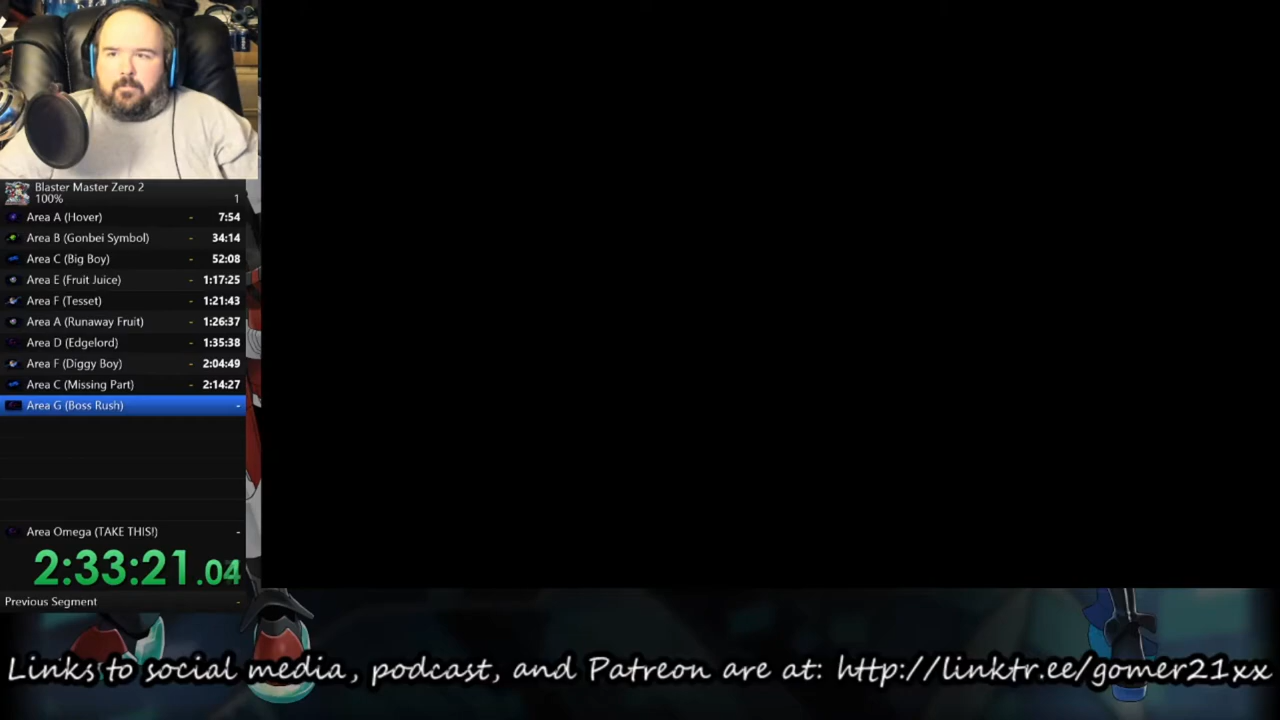 Blaster Master Zero 2
100% 1
Area A (Hover) - 7:54
Area B (Gonbei Symbol) - 34:14
Area C (Big Boy) - 52:08
Area E (Fruit Juice) - 1:17:25
Area F (Tesset) - 1:21:43
Area A (Runaway Fruit) - 1:26:37
Area D (Edgelord) - 1:35:38
Area F (Diggy Boy) - 2:04:49
Area C (Missing Part) - 2:14:27
Area G (Boss Rush) -
Area Omega (TAKE THIS!) -
2:33:21.04
Previous Segment -
Links to social media, podcast, and Patreon are at: http://linktr.ee/gomer21xx